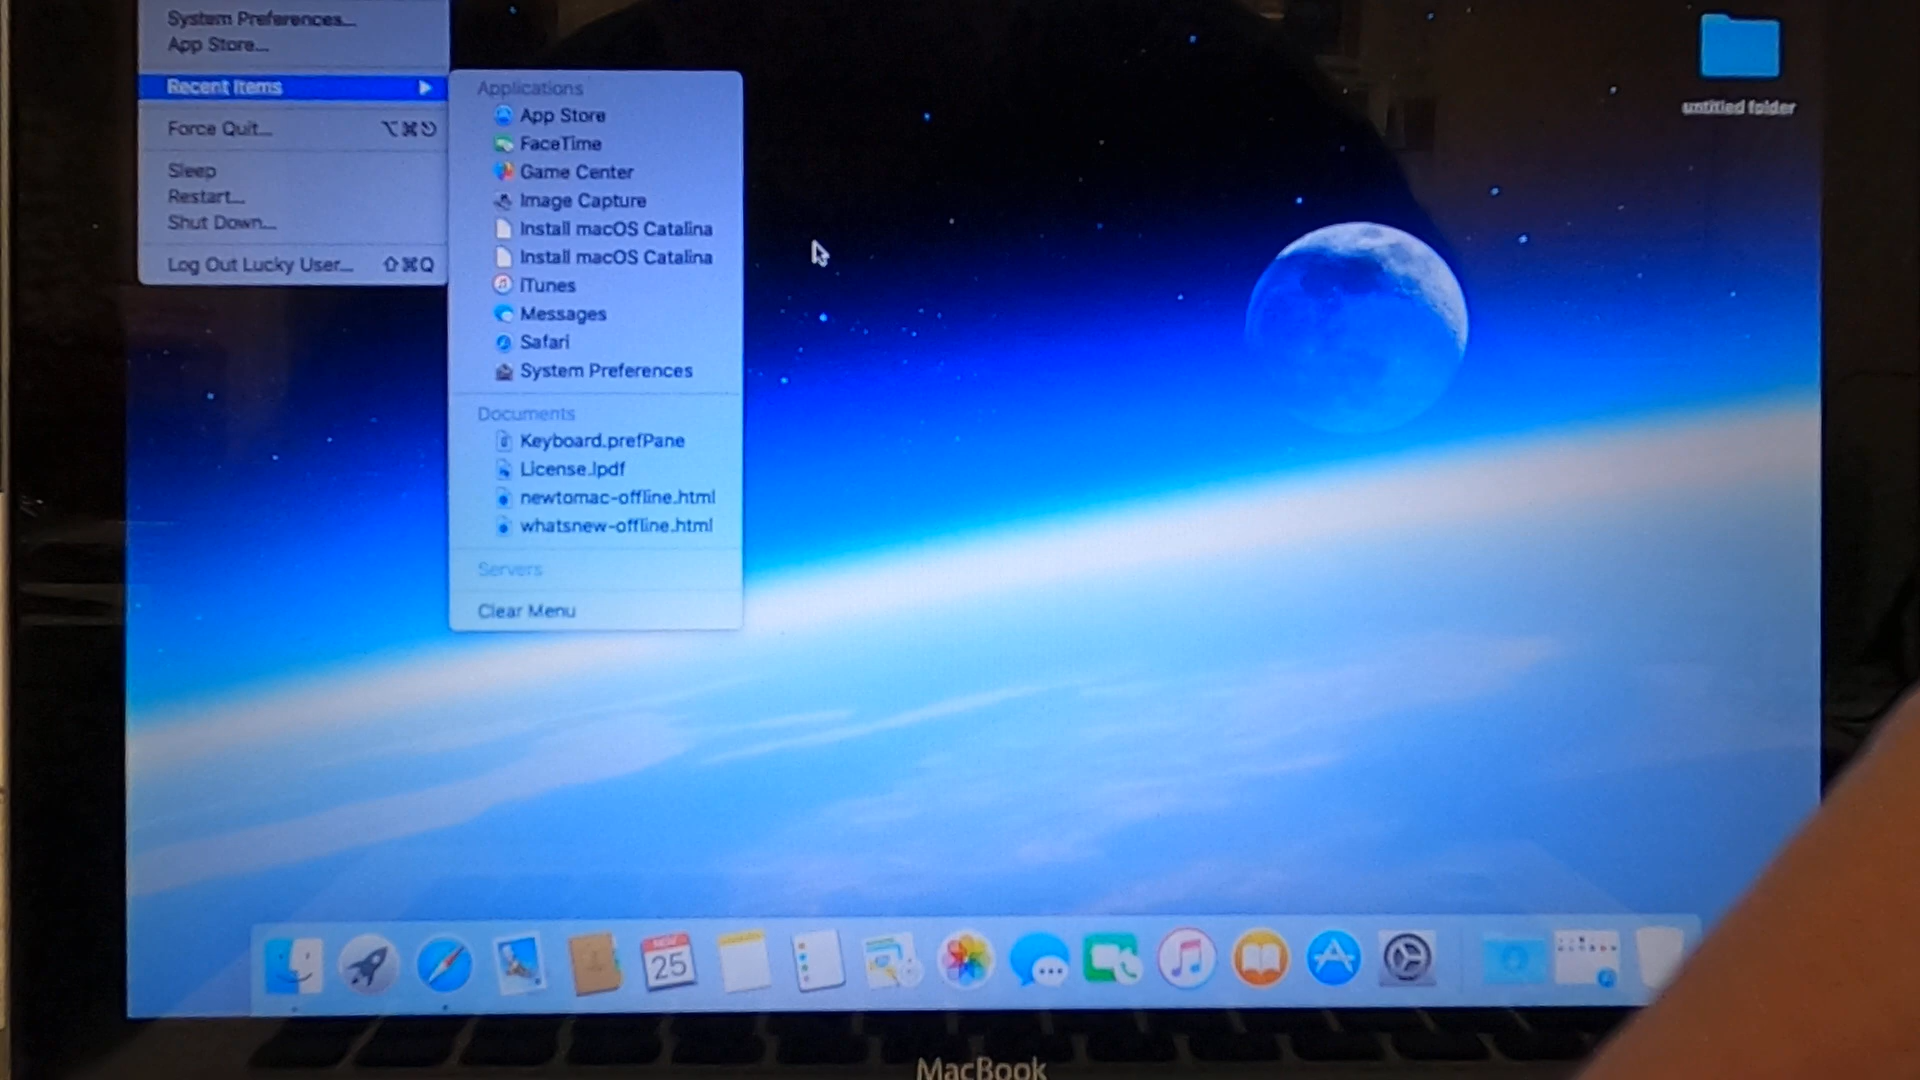 System Preferences...
App Store...
Recent Items
Force Quit... ⌥⌘⎋
Sleep
Restart...
Shut Down...
Log Out Lucky User... ⇧⌘Q
Applications
App Store
FaceTime
Game Center
Image Capture
Install macOS Catalina
Install macOS Catalina
iTunes
Messages
Safari
System Preferences
Documents
Keyboard.prefPane
License.lpdf
newtomac-offline.html
whatsnew-offline.html
Servers
Clear Menu
untitled folder
NOV
25
MacBook